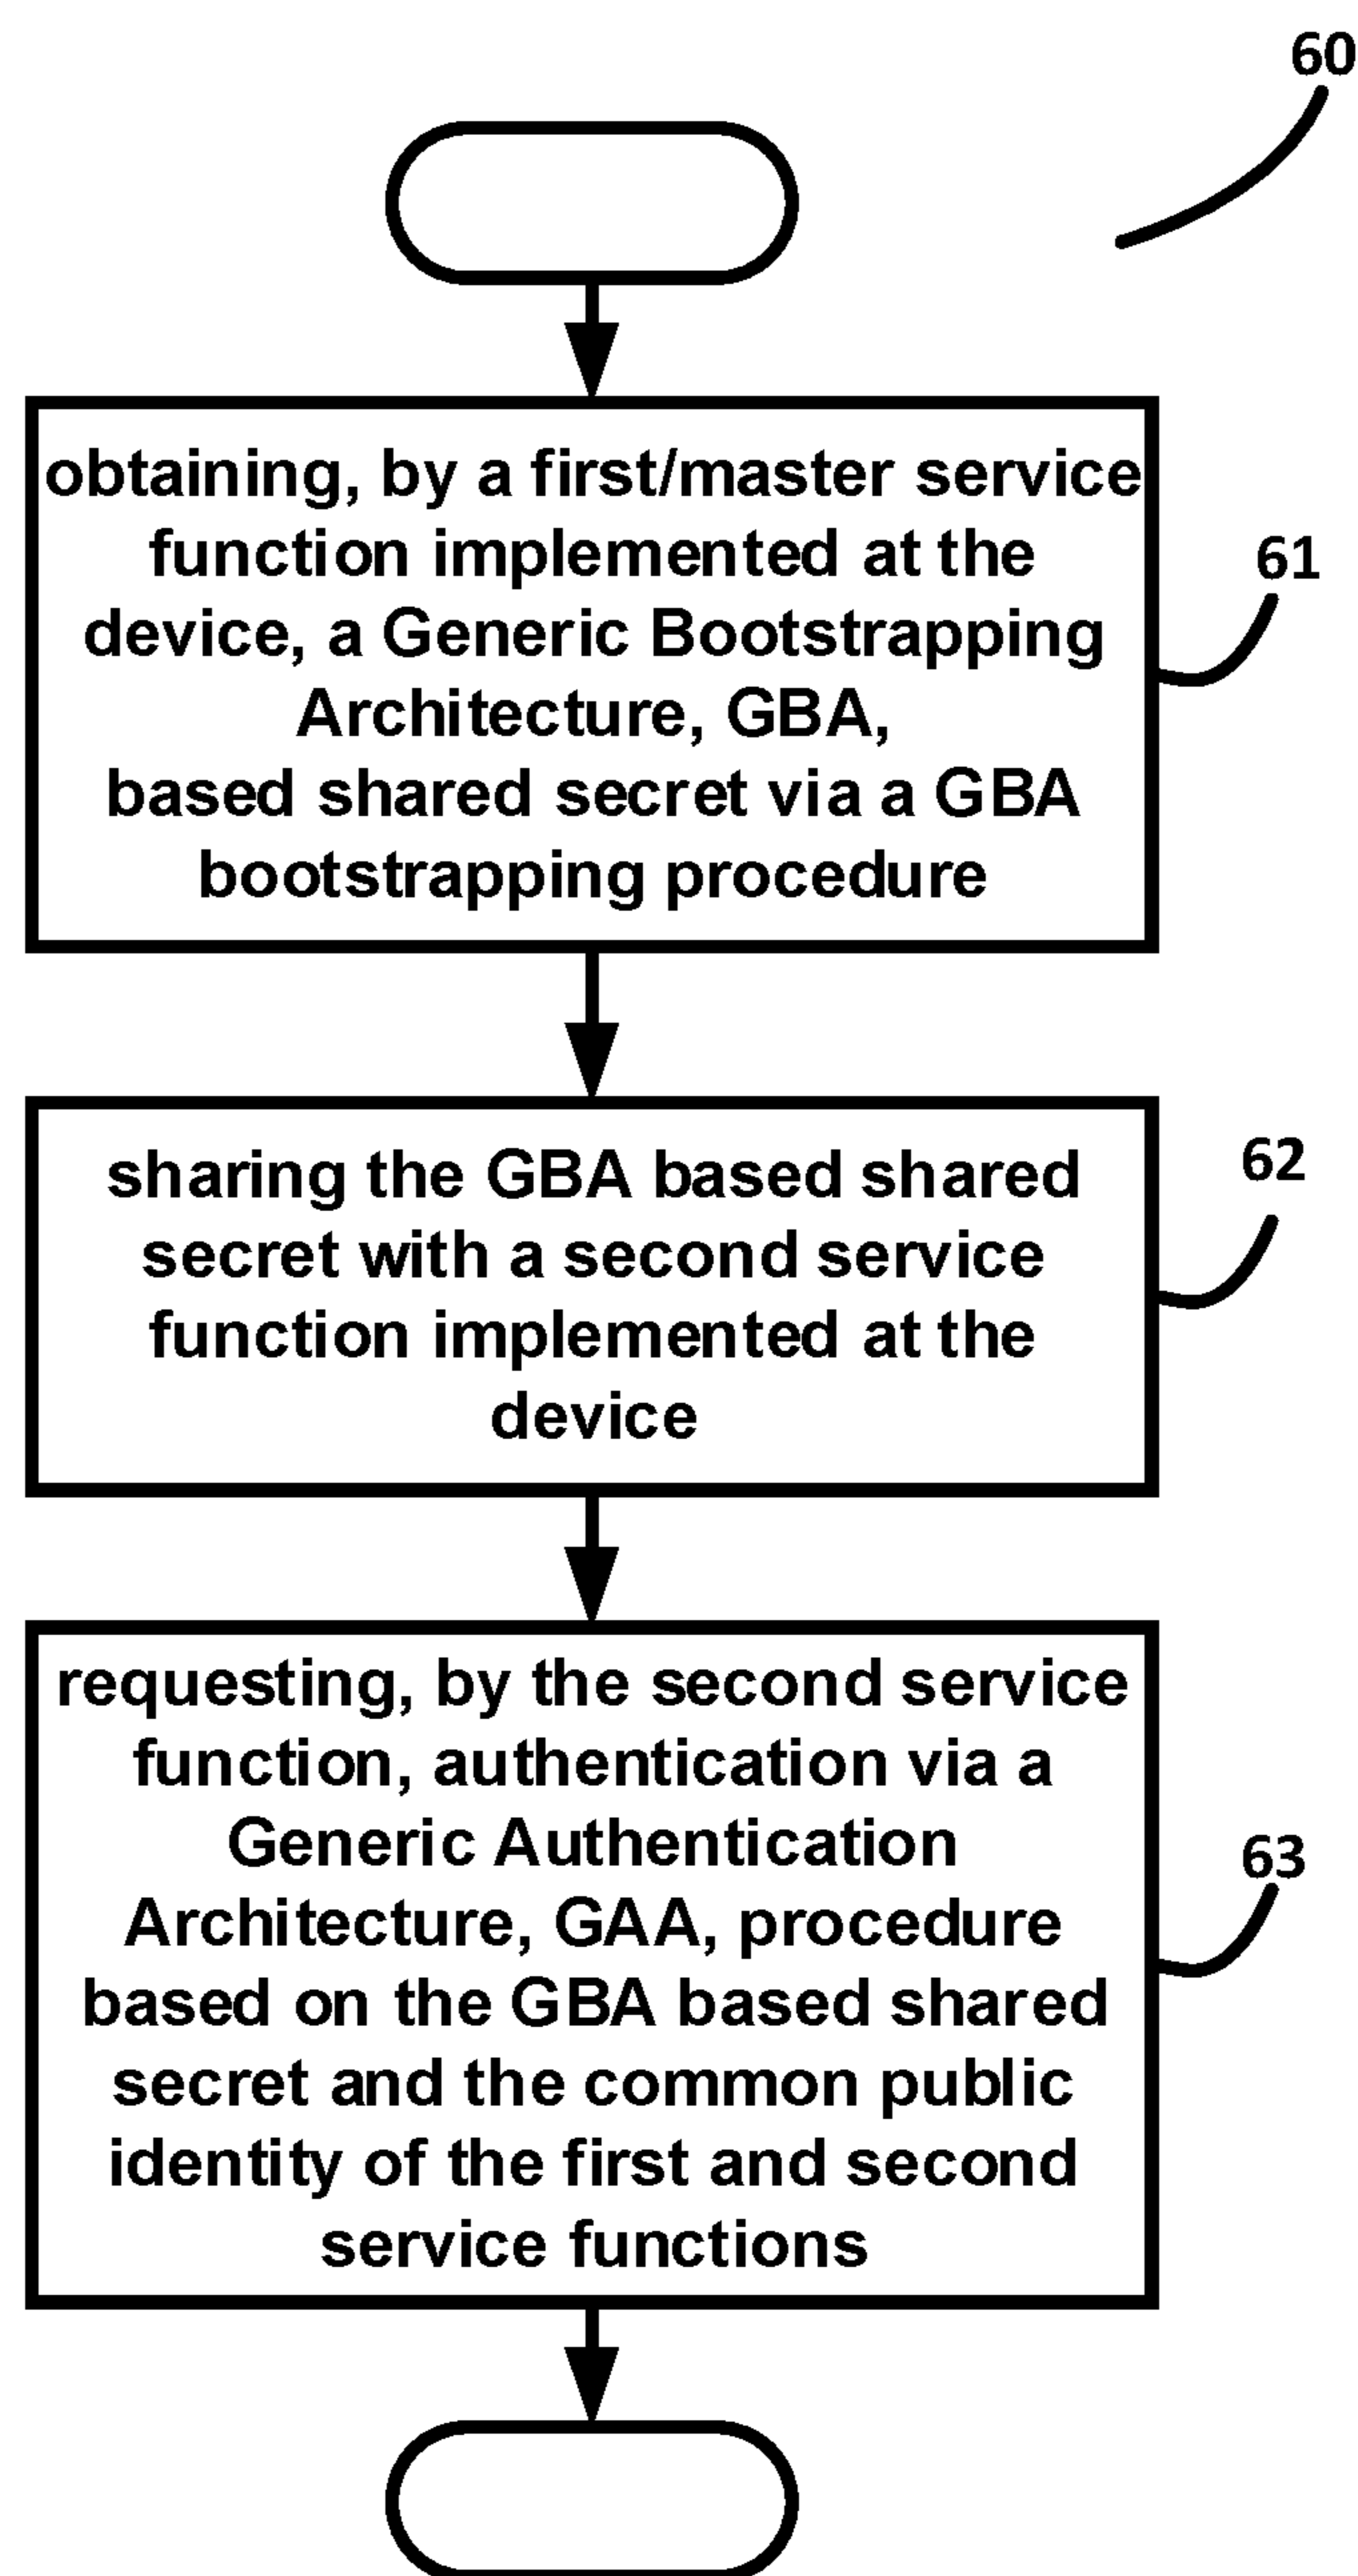 60
obtaining, by a first/master service
function implemented at the
device, a Generic Bootstrapping
Architecture, GBA,
based shared secret via a GBA
bootstrapping procedure
61
sharing the GBA based shared
secret with a second service
function implemented at the
device
62
requesting, by the second service
function, authentication via a
Generic Authentication
Architecture, GAA, procedure
based on the GBA based shared
secret and the common public
identity of the first and second
service functions
63